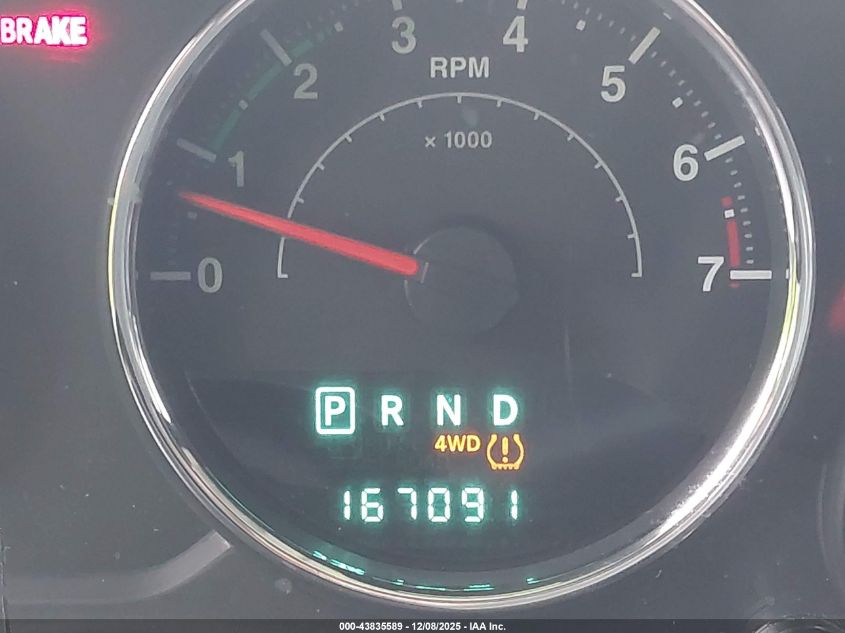 BRAKE
0 1 2 3 4 5 6 7
RPM
× 1000
P R N D
4WD
167091
000-43835589 - 12/08/2025 - IAA Inc.